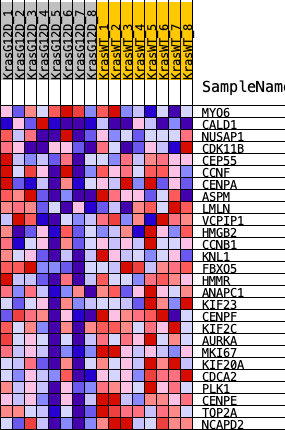 KrasG12D_1
KrasG12D_2
KrasG12D_3
KrasG12D_4
KrasG12D_5
KrasG12D_6
KrasG12D_7
KrasG12D_8
KrasWT_1
KrasWT_2
KrasWT_3
KrasWT_4
KrasWT_5
KrasWT_6
KrasWT_7
KrasWT_8
SampleName
MYO6
CALD1
NUSAP1
CDK11B
CEP55
CCNF
CENPA
ASPM
LMLN
VCPIP1
HMGB2
CCNB1
KNL1
FBXO5
HMMR
ANAPC1
KIF23
CENPF
KIF2C
AURKA
MKI67
KIF20A
CDCA2
PLK1
CENPE
TOP2A
NCAPD2